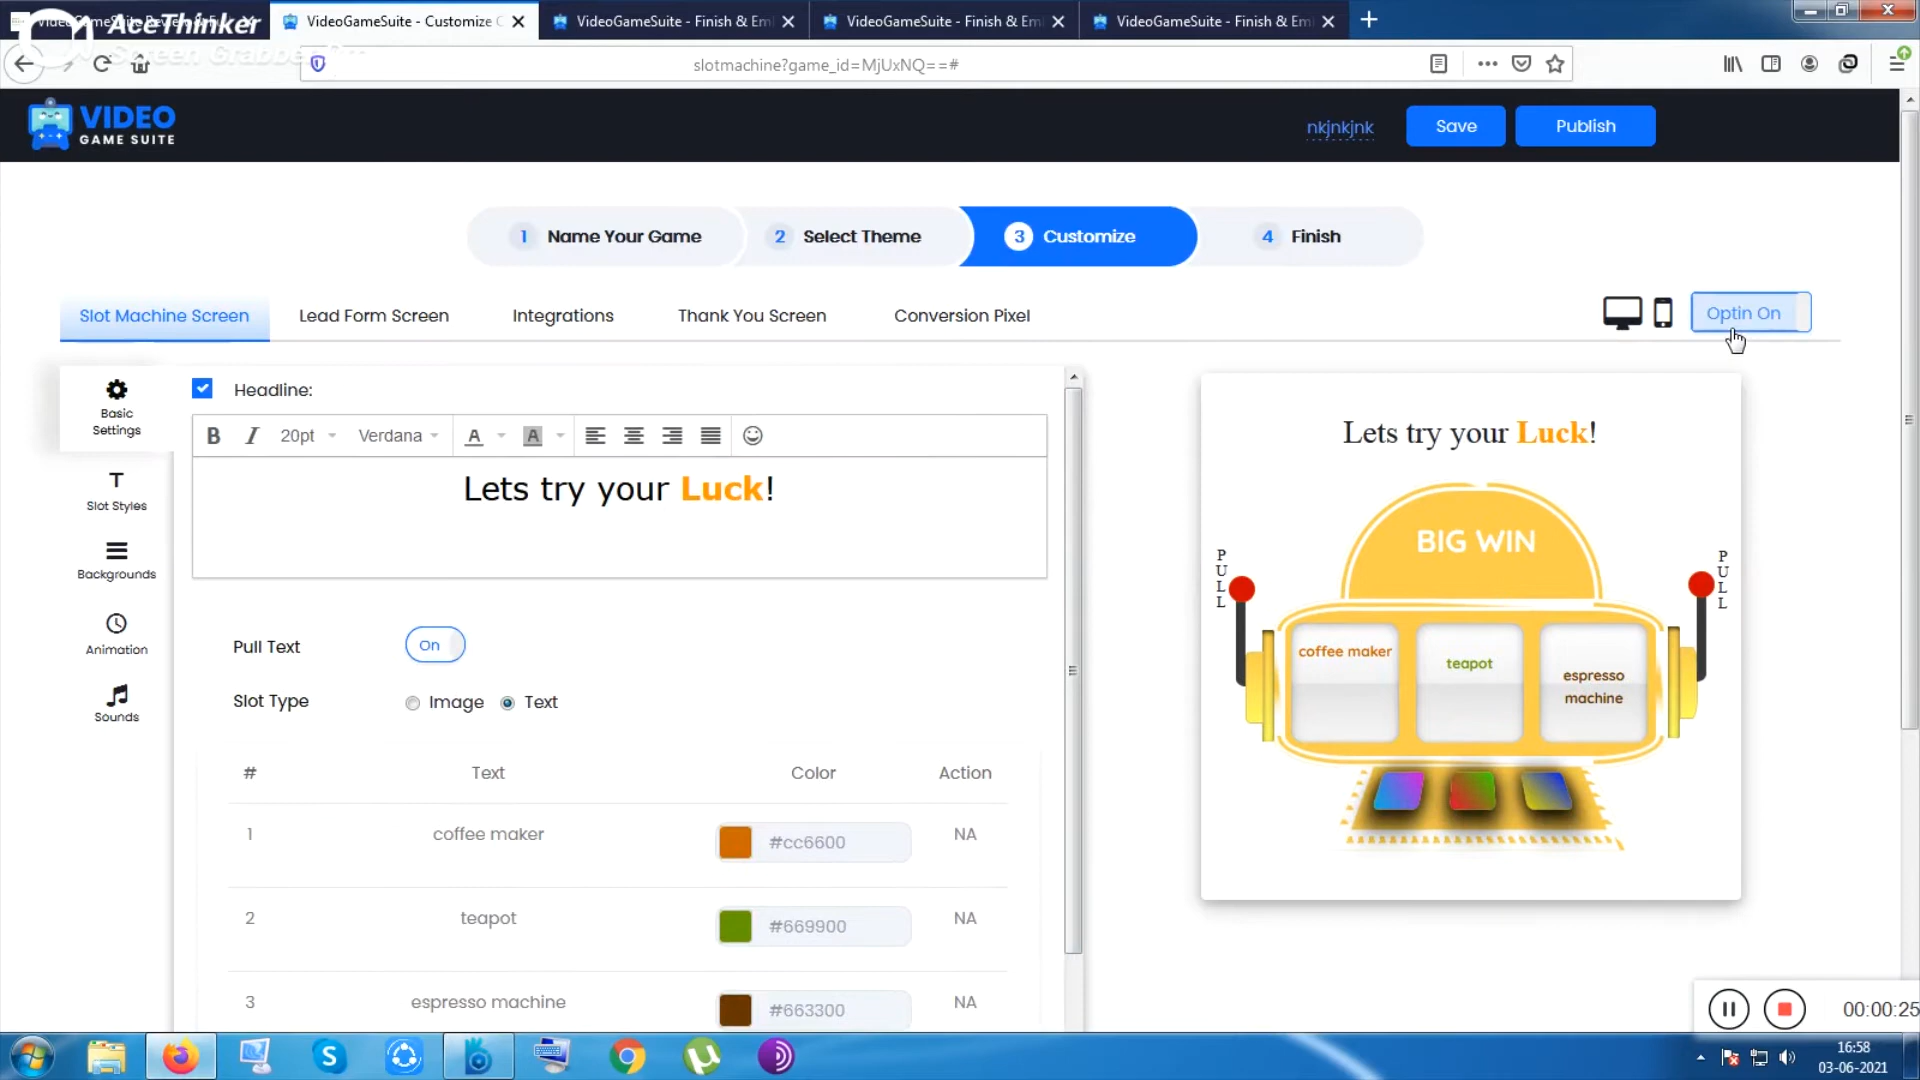 AceThinker
Screen Grabber Pro
VideoGameSuite - Customize
VideoGameSuite - Finish & Em
VideoGameSuite - Finish & Em
VideoGameSuite - Finish & Em
slotmachine?game_id=MjUxNQ==#
VIDEO
GAME SUITE
nkjnkjnk
Save
Publish
1 Name Your Game
2 Select Theme
3 Customize
4 Finish
Slot Machine Screen
Lead Form Screen
Integrations
Thank You Screen
Conversion Pixel
Optin On
Basic
Settings
Slot Styles
Backgrounds
Animation
Sounds
Headline:
B I 20pt Verdana A A
Lets try your Luck!
Pull Text On
Slot Type Image Text
# Text Color Action
1 coffee maker #cc6600 NA
2 teapot #669900 NA
3 espresso machine #663300 NA
Lets try your Luck!
BIG WIN
PULL
PULL
coffee maker
teapot
espresso
machine
00:00:25
16:58
03-06-2021